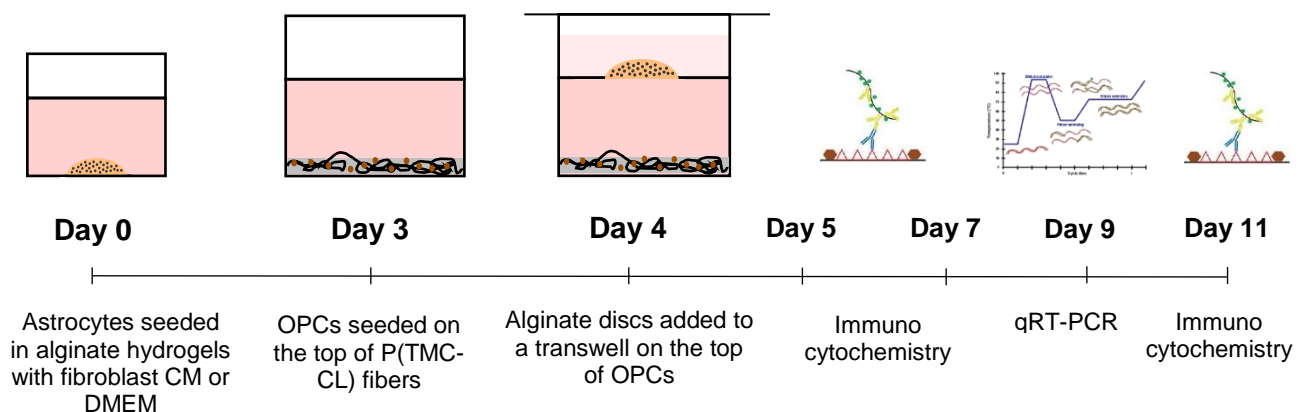 Day 0
Day 3
Day 4
Day 5
Day 7
Day 9
Day 11
Astrocytes seeded
in alginate hydrogels
with fibroblast CM or
DMEM
OPCs seeded on
the top of P(TMC-
CL) fibers
Alginate discs added to
a transwell on the top
of OPCs
Immuno
cytochemistry
qRT-PCR
Immuno
cytochemistry